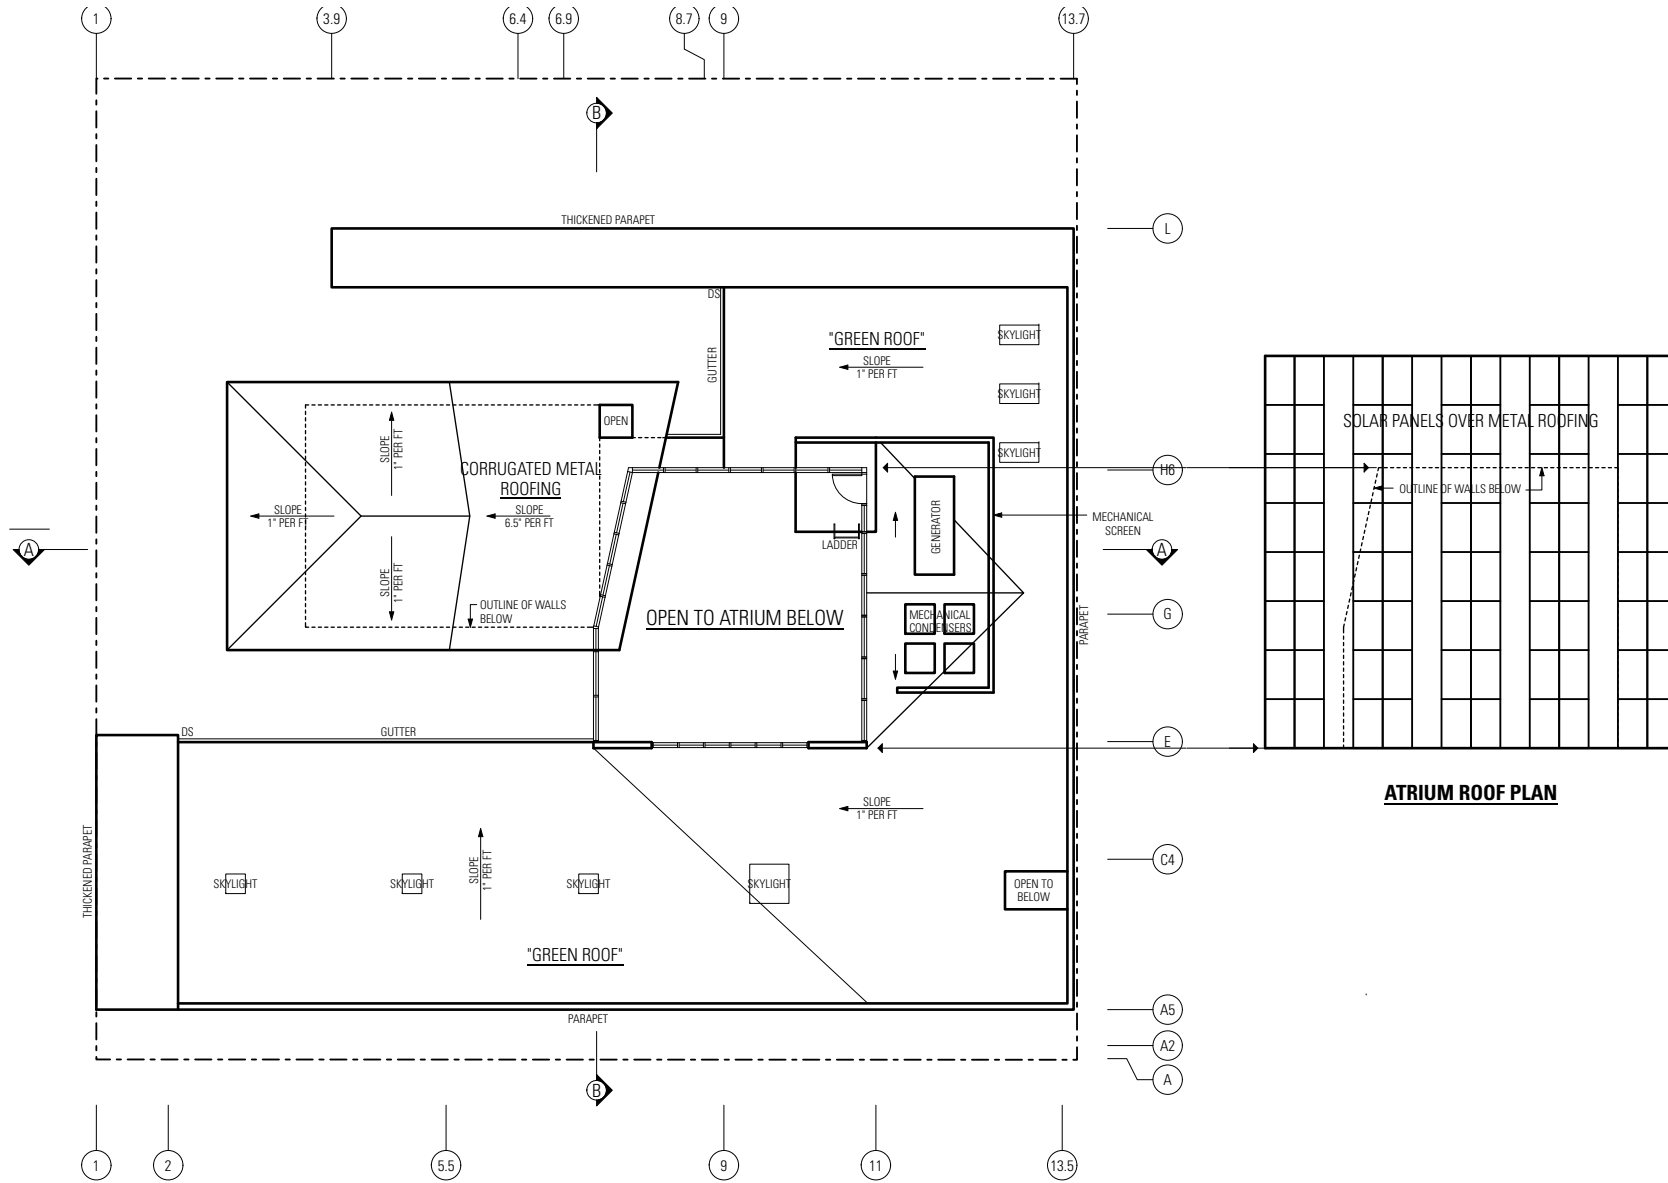 1
3.9
6.4
6.9
8.7
9
13.7
B
THICKENED PARAPET
L
DS
"GREEN ROOF"
SKYLIGHT
GUTTER
SLOPE
1" PER FT
SKYLIGHT
OPEN
SOLAR PANELS OVER METAL ROOFING
SLOPE
1" PER FT
SKYLIGHT
CORRUGATED METAL
ROOFING
H6
OUTLINE OF WALLS BELOW
SLOPE
1" PER FT
SLOPE
6.5" PER FT
GENERATOR
MECHANICAL
SCREEN
LADDER
A
A
SLOPE
1" PER FT
OUTLINE OF WALLS
BELOW
OPEN TO ATRIUM BELOW
MECHANICAL
CONDENSERS
G
PARAPET
DS
GUTTER
E
ATRIUM ROOF PLAN
SLOPE
1" PER FT
THICKENED PARAPET
SLOPE
1" PER FT
C4
SKYLIGHT
SKYLIGHT
SKYLIGHT
SKYLIGHT
OPEN TO
BELOW
"GREEN ROOF"
PARAPET
A5
A2
A
B
1
2
5.5
9
11
13.5